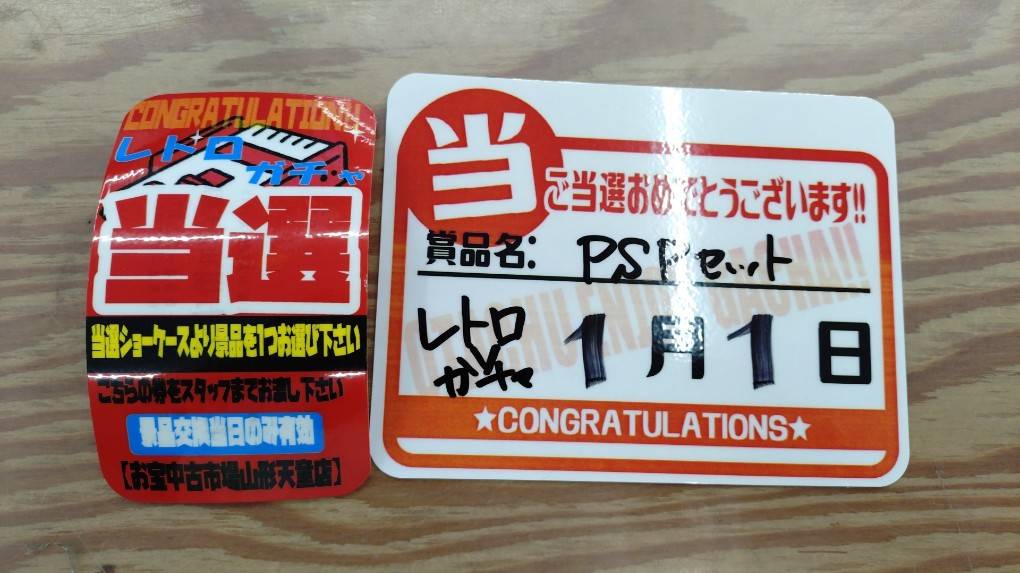 CONGRATULATION!!
レトロ
ガチャ
当選
当選ショーケースより景品を1つお選び下さい
こちらの券をスタッフまでお渡し下さい
景品交換当日のみ有効
【お宝中古市場山形天童店】
当
ご当選おめでとうございます!!
賞品名: PSPセット
レトロ
ガチャ
1月1日
★CONGRATULATIONS★